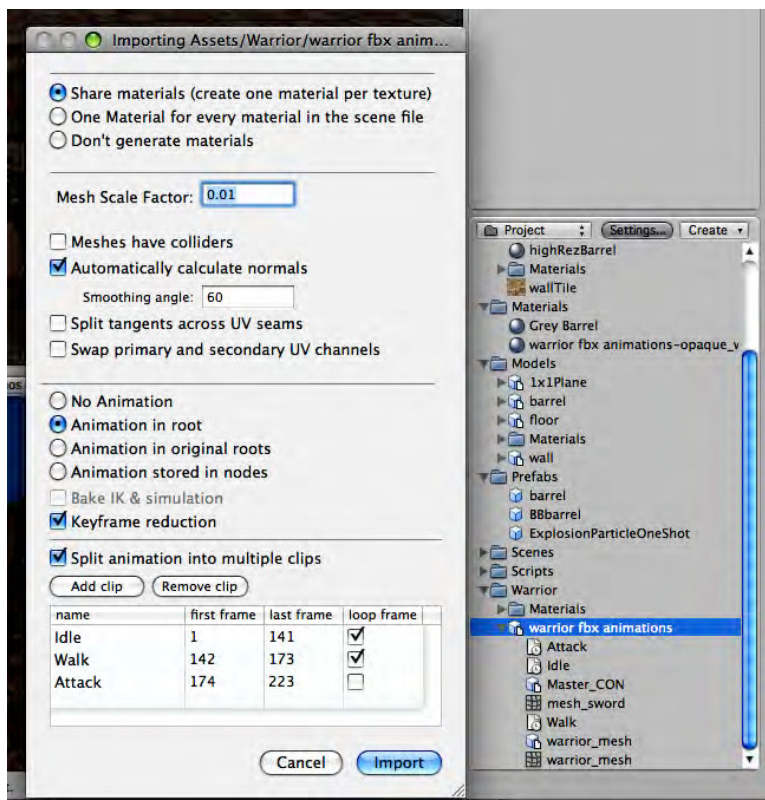 Importing Assets/Warrior/warrior fbx anim...
Share materials (create one material per texture)
One Material for every material in the scene file
Don't generate materials
Mesh Scale Factor: 0.01
Meshes have colliders
Automatically calculate normals
Smoothing angle: 60
Split tangents across UV seams
Swap primary and secondary UV channels
No Animation
Animation in root
Animation in original roots
Animation stored in nodes
Bake IK & simulation
Keyframe reduction
Split animation into multiple clips
Add clip Remove clip
name first frame last frame loop frame
Idle 1 141
Walk 142 173
Attack 174 223
Cancel Import
Project Settings... Create
highRezBarrel
Materials
wallTile
Materials
Grey Barrel
warrior fbx animations-opaque_w
Models
1x1Plane
barrel
floor
Materials
wall
Prefabs
barrel
BBbarrel
ExplosionParticleOneShot
Scenes
Scripts
Warrior
Materials
warrior fbx animations
Attack
Idle
Master_CON
mesh_sword
Walk
warrior_mesh
warrior_mesh